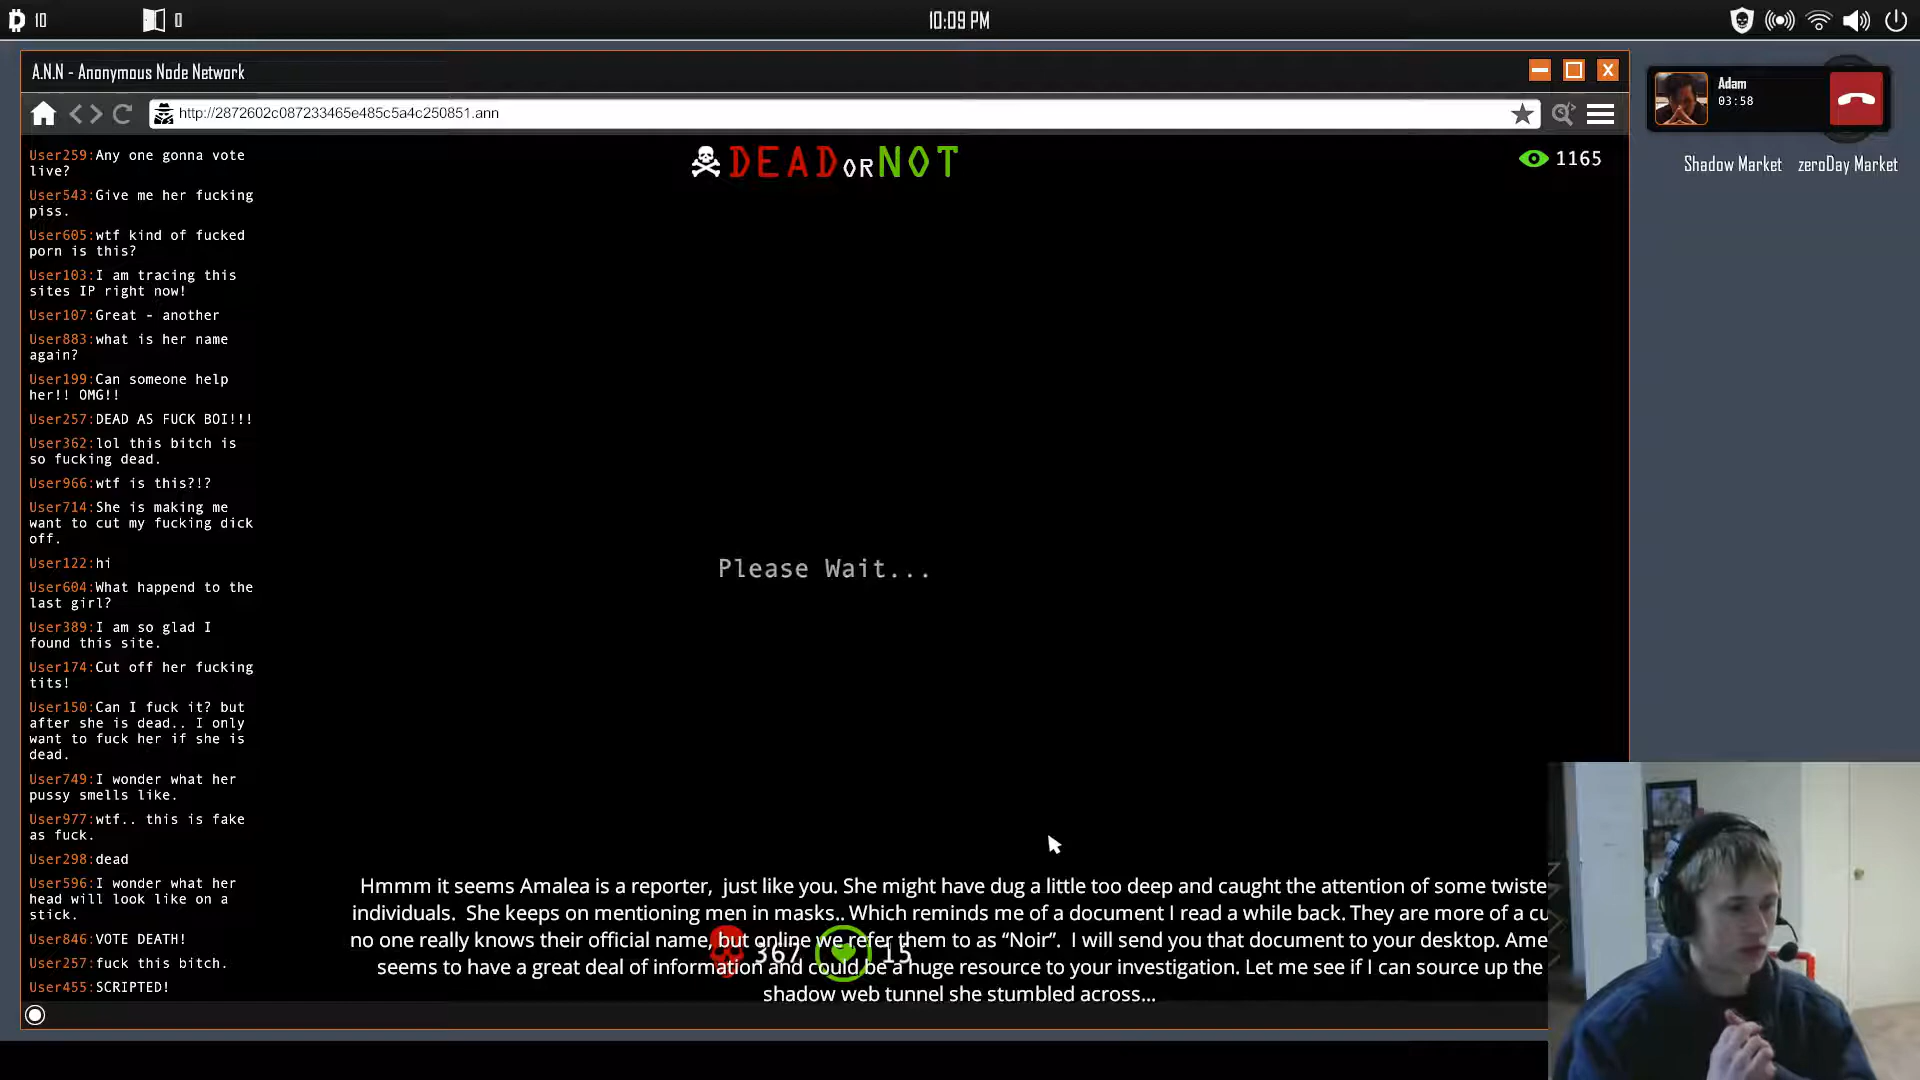 10
0
10:09 PM
A.N.N - Anonymous Node Network
http://2872602c087233465e485c5a4c250851.ann
Adam
03:58
Shadow Market
zeroDay Market
DEAD OR NOT
1165
User259:Any one gonna vote
live?
User543:Give me her fucking
piss.
User605:wtf kind of fucked
porn is this?
User103:I am tracing this
sites IP right now!
User107:Great - another
User883:what is her name
again?
User199:Can someone help
her!! OMG!!
User257:DEAD AS FUCK BOI!!!
User362:lol this bitch is
so fucking dead.
User966:wtf is this?!?
User714:She is making me
want to cut my fucking dick
off.
User122:hi
User604:What happend to the
last girl?
User389:I am so glad I
found this site.
User174:Cut off her fucking
tits!
User150:Can I fuck it? but
after she is dead.. I only
want to fuck her if she is
dead.
User749:I wonder what her
pussy smells like.
User977:wtf.. this is fake
as fuck.
User298:dead
User596:I wonder what her
head will look like on a
stick.
User846:VOTE DEATH!
User257:fuck this bitch.
User455:SCRIPTED!
Please Wait...
367
15
Hmmm it seems Amalea is a reporter, just like you. She might have dug a little too deep and caught the attention of some twiste
individuals. She keeps on mentioning men in masks.. Which reminds me of a document I read a while back. They are more of a cu
no one really knows their official name, but online we refer them to as “Noir”. I will send you that document to your desktop. Ame
seems to have a great deal of information and could be a huge resource to your investigation. Let me see if I can source up the
shadow web tunnel she stumbled across...